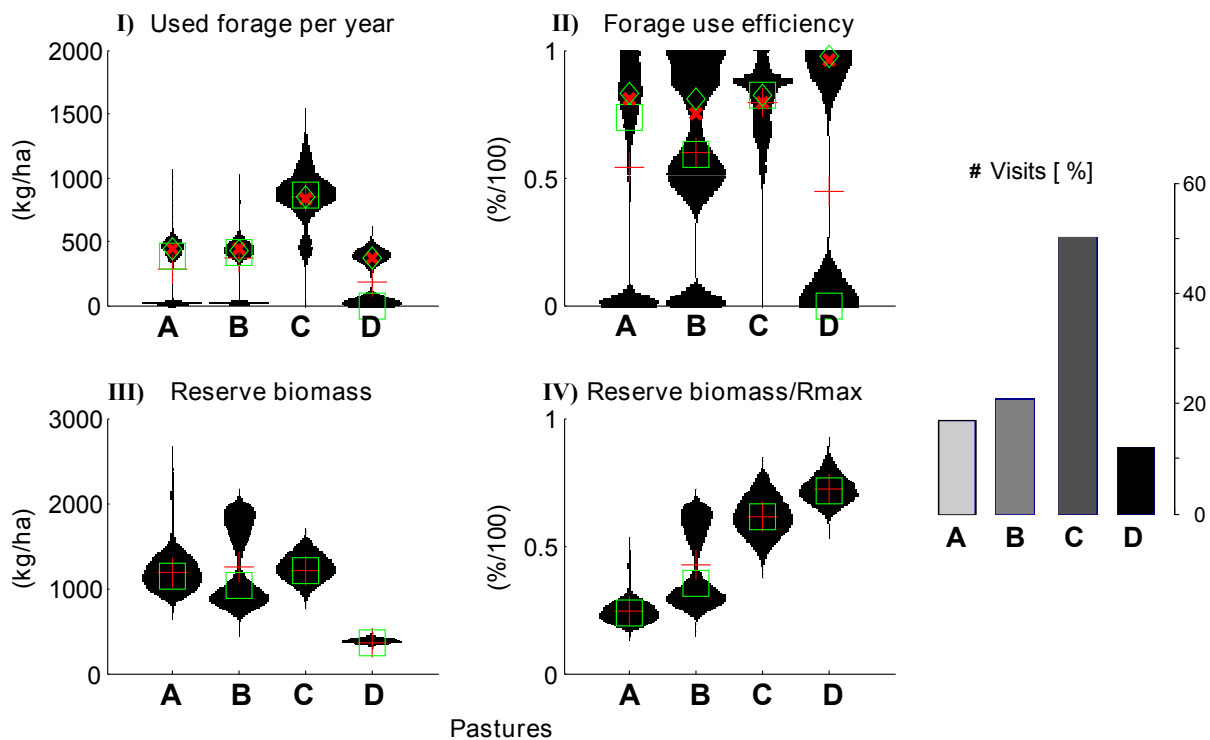 I) Used forage per year
2000
1500
1000
500
0
(kg/ha)
A B C D
II) Forage use efficiency
1
0.5
0
(%/100)
A B C D
# Visits [ %]
60
40
20
0
A B C D
III) Reserve biomass
3000
2000
1000
0
(kg/ha)
A B C D
IV) Reserve biomass/Rmax
1
0.5
0
(%/100)
A B C D
Pastures